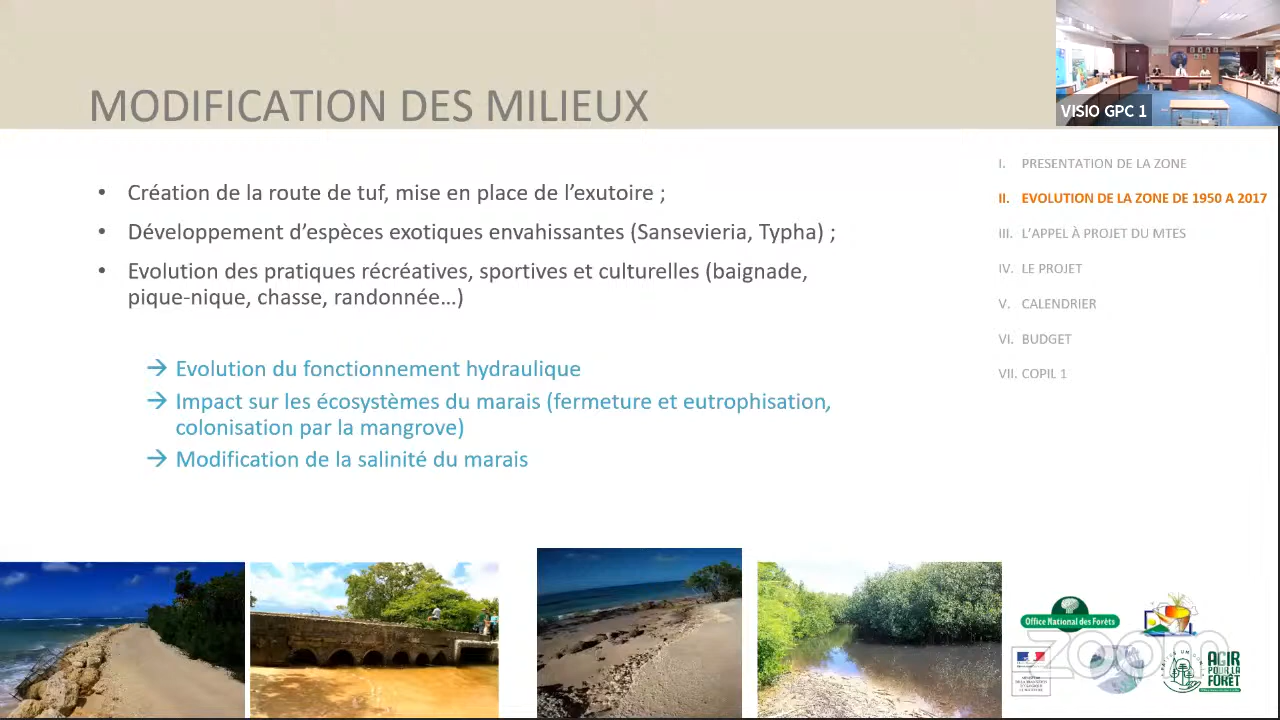 MODIFICATION DES MILIEUX
VISIO GPC 1
• Création de la route de tuf, mise en place de l'exutoire ;
• Développement d'espèces exotiques envahissantes (Sansevieria, Typha) ;
• Evolution des pratiques récréatives, sportives et culturelles (baignade,
pique-nique, chasse, randonnée…)
→ Evolution du fonctionnement hydraulique
→ Impact sur les écosystèmes du marais (fermeture et eutrophisation,
colonisation par la mangrove)
→ Modification de la salinité du marais
I. PRESENTATION DE LA ZONE
II. EVOLUTION DE LA ZONE DE 1950 A 2017
III. L'APPEL À PROJET DU MTES
IV. LE PROJET
V. CALENDRIER
VI. BUDGET
VII. COPIL 1
Office National des Forêts
zoom
AGIR
POUR LA
FORÊT